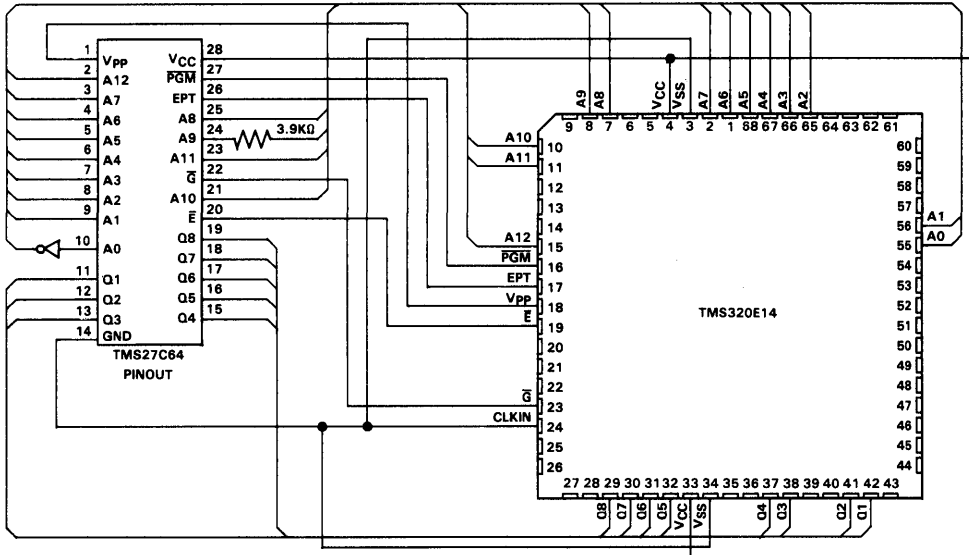 1 VPP VCC 28
2 A12 PGM 27
3 A7 EPT 26
4 A6 A8 25
5 A5 A9 24 3.9KΩ
6 A4 A11 23
7 A3 G 22
8 A2 A10 21
9 A1 E 20
10 A0 Q8 19
11 Q1 Q7 18
12 Q2 Q6 17
13 Q3 Q5 16
14 GND Q4 15
TMS27C64
PINOUT
A9 A8 VCC VSS A7 A6 A5 A4 A3 A2
9 8 7 6 5 4 3 2 1 68 67 66 65 64 63 62 61
A10 10
A11 11
12
13
14
A12 15
PGM 16
EPT 17
VPP 18
E 19
20
21
22
G 23
CLKIN 24
25
26
TMS320E14
60
59
58
57
56 A1
55 A0
54
53
52
51
50
49
48
47
46
45
44
27 28 29 30 31 32 33 34 35 36 37 38 39 40 41 42 43
Q8 Q7 Q6 Q5 VCC VSS Q4 Q3 Q2 Q1